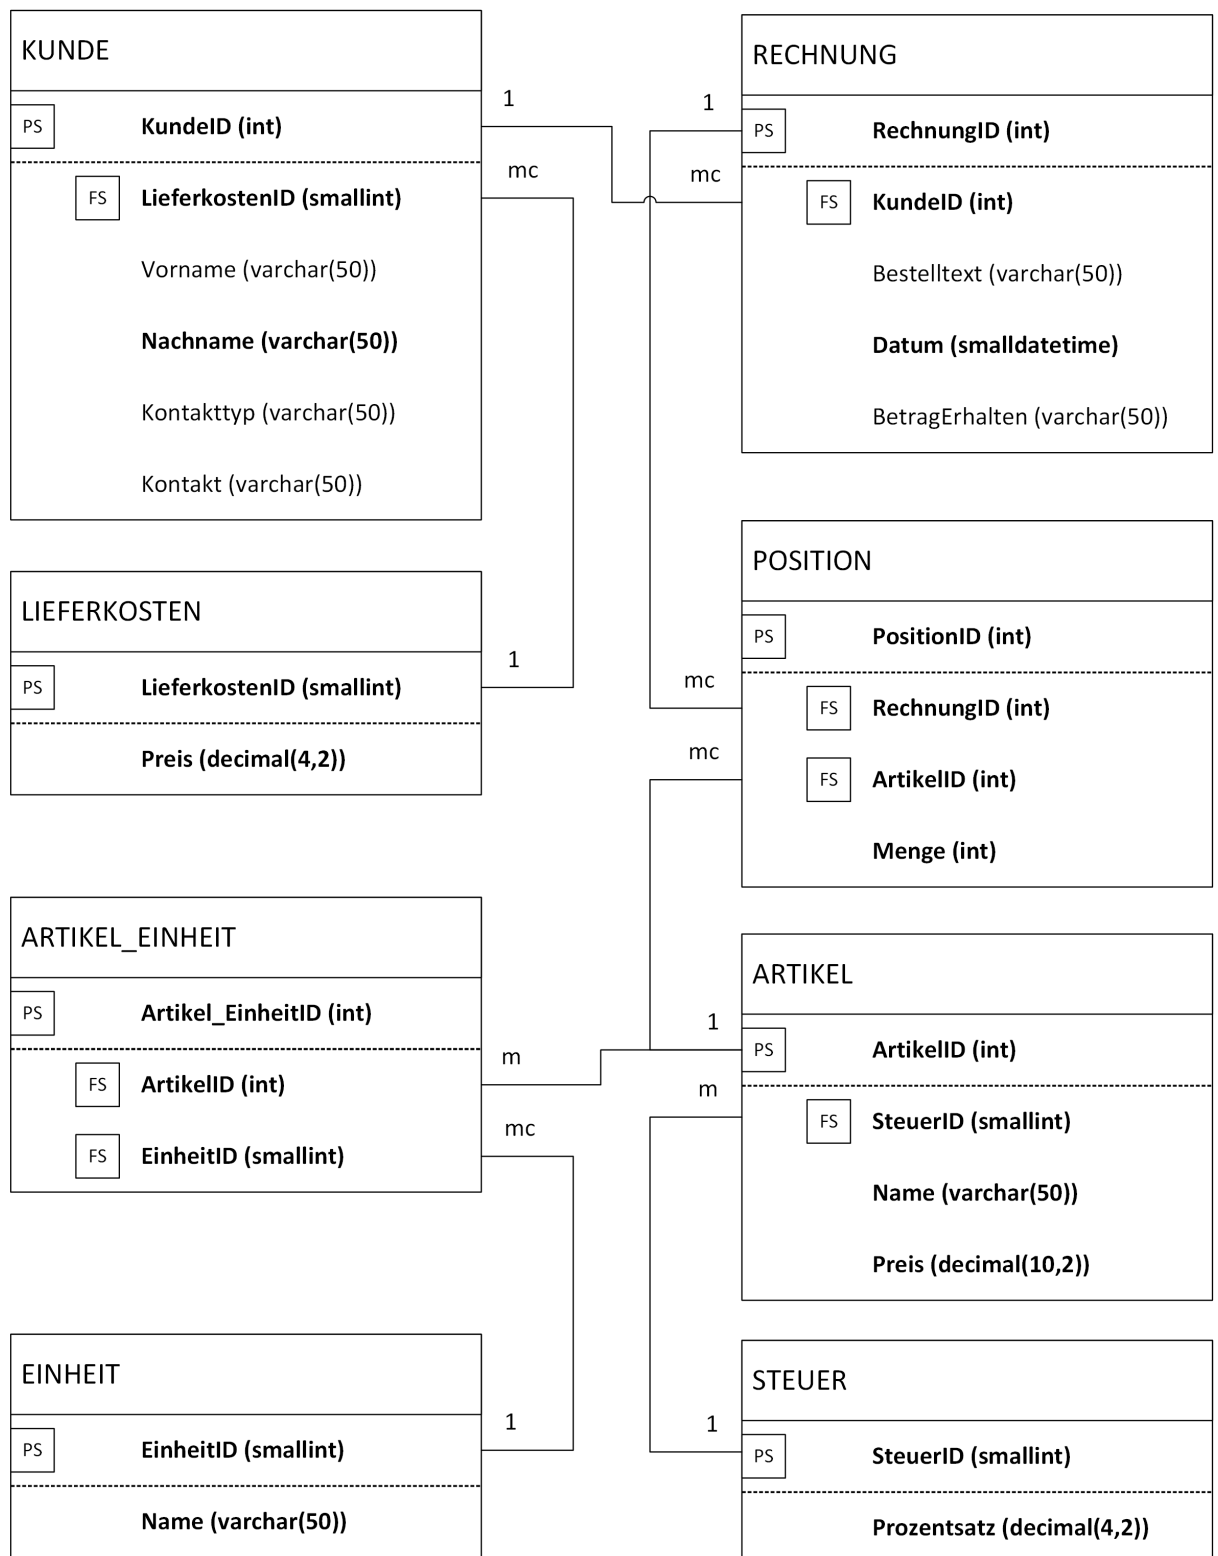 KUNDE
PS
KundeID (int)
FS
LieferkostenID (smallint)
Vorname (varchar(50))
Nachname (varchar(50))
Kontakttyp (varchar(50))
Kontakt (varchar(50))
1
mc
1
mc
RECHNUNG
PS
RechnungID (int)
FS
KundeID (int)
Bestelltext (varchar(50))
Datum (smalldatetime)
BetragErhalten (varchar(50))
LIEFERKOSTEN
PS
LieferkostenID (smallint)
Preis (decimal(4,2))
1
mc
mc
POSITION
PS
PositionID (int)
FS
RechnungID (int)
FS
ArtikelID (int)
Menge (int)
ARTIKEL_EINHEIT
PS
Artikel_EinheitID (int)
FS
ArtikelID (int)
FS
EinheitID (smallint)
m
mc
1
m
ARTIKEL
PS
ArtikelID (int)
FS
SteuerID (smallint)
Name (varchar(50))
Preis (decimal(10,2))
EINHEIT
PS
EinheitID (smallint)
Name (varchar(50))
1
1
STEUER
PS
SteuerID (smallint)
Prozentsatz (decimal(4,2))